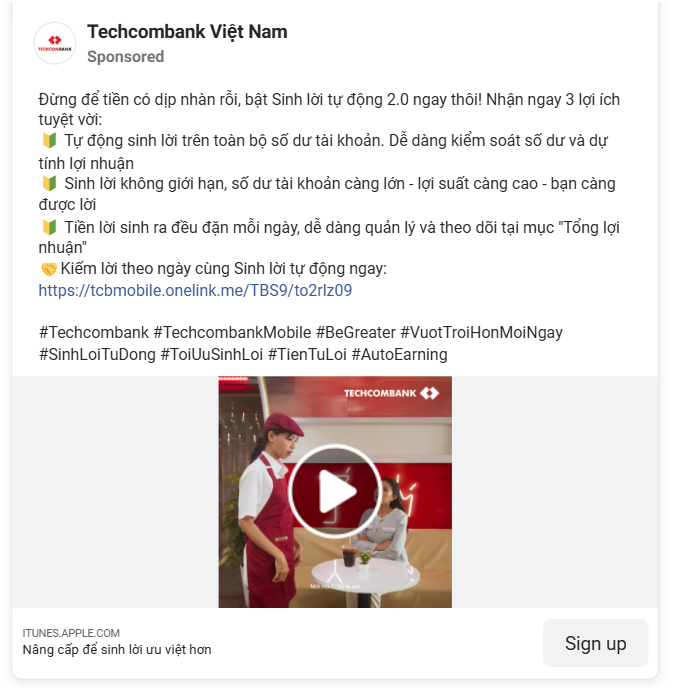 Techcombank Việt Nam
TECHCOMBANK
Sponsored
Đừng để tiền có dịp nhàn rỗi, bật Sinh lời tự động 2.0 ngay thôi! Nhận ngay 3 lợi ích
tuyệt vời:
🔰 Tự động sinh lời trên toàn bộ số dư tài khoản. Dễ dàng kiểm soát số dư và dự
tính lợi nhuận
🔰 Sinh lời không giới hạn, số dư tài khoản càng lớn - lợi suất càng cao - bạn càng
được lời
🔰 Tiền lời sinh ra đều đặn mỗi ngày, dễ dàng quản lý và theo dõi tại mục "Tổng lợi
nhuận"
🤝Kiếm lời theo ngày cùng Sinh lời tự động ngay:
https://tcbmobile.onelink.me/TBS9/to2rlz09
#Techcombank #TechcombankMobile #BeGreater #VuotTroiHonMoiNgay
#SinhLoiTuDong #ToiUuSinhLoi #TienTuLoi #AutoEarning
TECHCOMBANK
ITUNES.APPLE.COM
Nâng cấp để sinh lời ưu việt hơn
Sign up